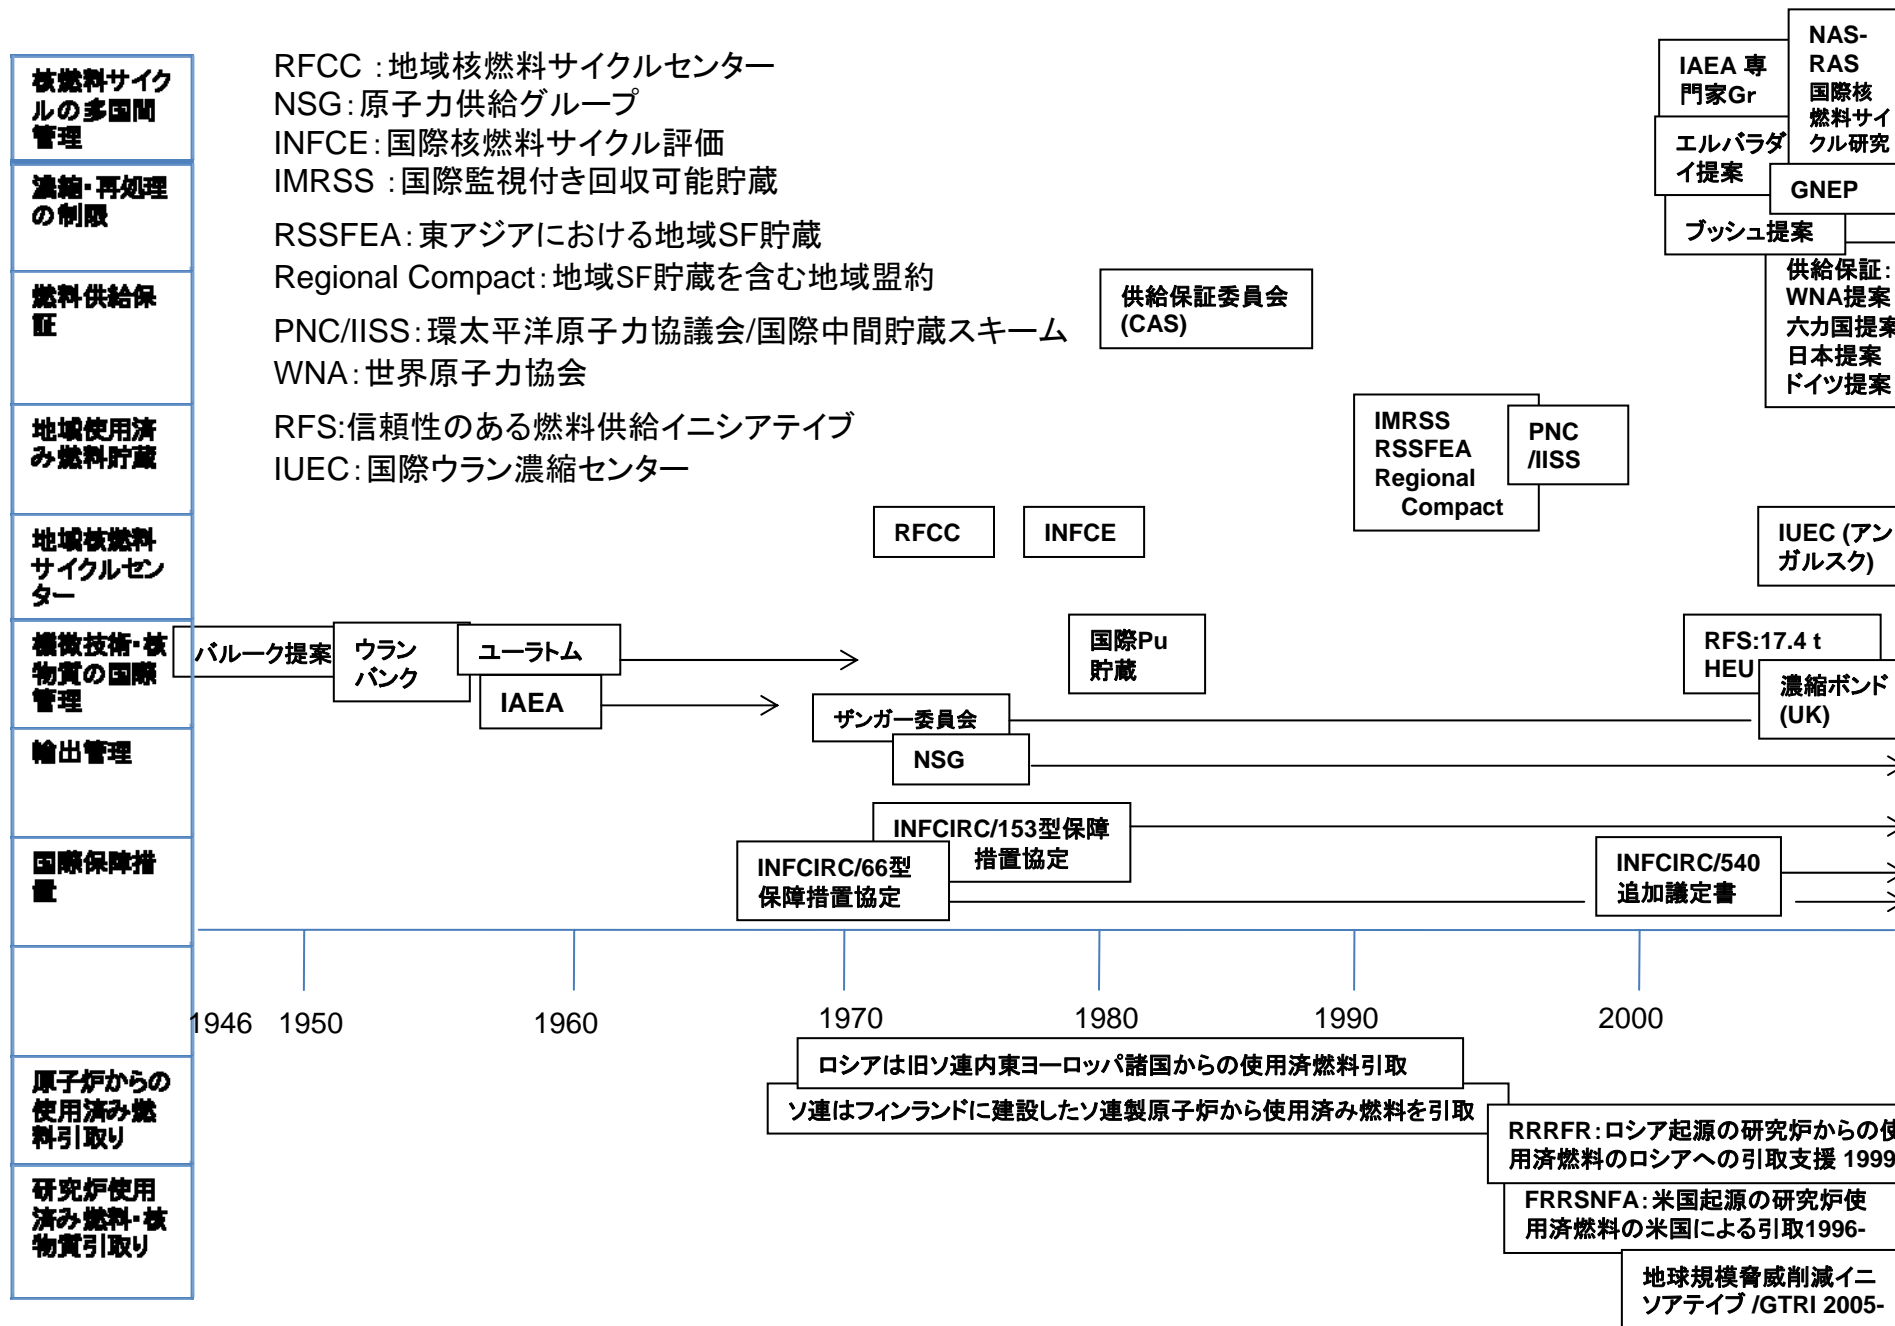 核燃料サイク
ルの多国間
管理
濃縮・再処理
の制限
燃料供給保
証
地域使用済
み燃料貯蔵
地域核燃料
サイクルセン
ター
機微技術・核
物質の国際
管理
輸出管理
国際保障措
置
原子炉からの
使用済み燃
料引取り
研究炉使用
済み燃料・核
物質引取り
RFCC :地域核燃料サイクルセンター
NSG:原子力供給グループ
INFCE:国際核燃料サイクル評価
IMRSS :国際監視付き回収可能貯蔵
RSSFEA:東アジアにおける地域SF貯蔵
Regional Compact:地域SF貯蔵を含む地域盟約
PNC/IISS:環太平洋原子力協議会/国際中間貯蔵スキーム
WNA:世界原子力協会
RFS:信頼性のある燃料供給イニシアテイブ
IUEC:国際ウラン濃縮センター
IAEA 専
門家Gr
NAS-
RAS
国際核
燃料サイ
クル研究
エルバラダ
イ提案
GNEP
ブッシュ提案
供給保証委員会
(CAS)
供給保証:
WNA提案
六カ国提案
日本提案
ドイツ提案
IMRSS
RSSFEA
Regional
Compact
PNC
/IISS
RFCC
INFCE
IUEC (アン
ガルスク)
バルーク提案
ウラン
バンク
ユーラトム
IAEA
国際Pu
貯蔵
RFS:17.4 t
HEU
濃縮ボンド
(UK)
ザンガー委員会
NSG
INFCIRC/153型保障
措置協定
INFCIRC/66型
保障措置協定
INFCIRC/540
追加議定書
1946
1950
1960
1970
1980
1990
2000
ロシアは旧ソ連内東ヨーロッパ諸国からの使用済燃料引取
ソ連はフィンランドに建設したソ連製原子炉から使用済み燃料を引取
RRRFR:ロシア起源の研究炉からの使
用済燃料のロシアへの引取支援 1999
FRRSNFA:米国起源の研究炉使
用済燃料の米国による引取1996-
地球規模脅威削減イニ
ソアテイブ /GTRI 2005-